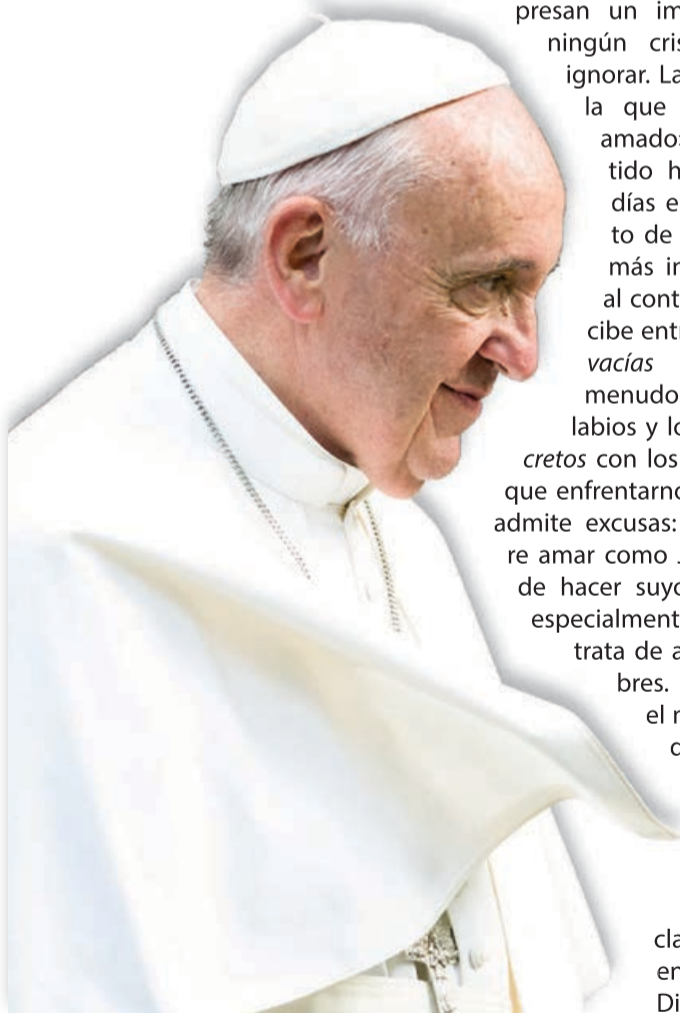 presan un im
ningún cris
ignorar. La
la que
amado
tido h
días e
to de
más i
al cont
cibe ent
vacías
menudo
labios y lo
cretos con los
que enfrentarno
admite excusas:
re amar como
de hacer suyo
especialment
trata de a
bres.
el
cla
en
Di